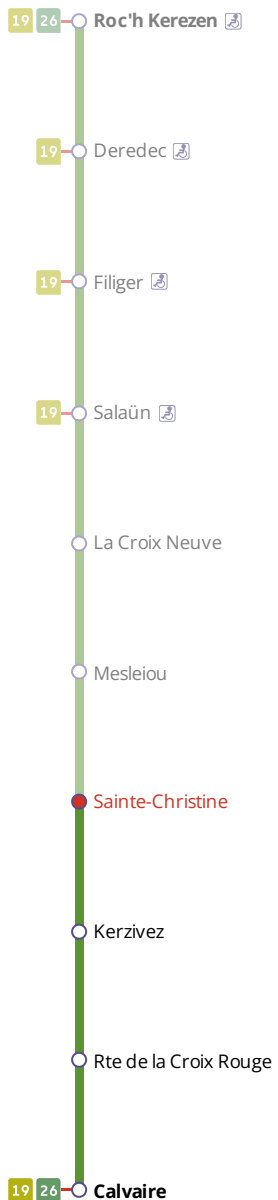 19 26 Roc'h Kerezen
19 Deredec
19 Filiger
19 Salaün
La Croix Neuve
Mesleiou
Sainte-Christine
Kerzivez
Rte de la Croix Rouge
19 26 Calvaire